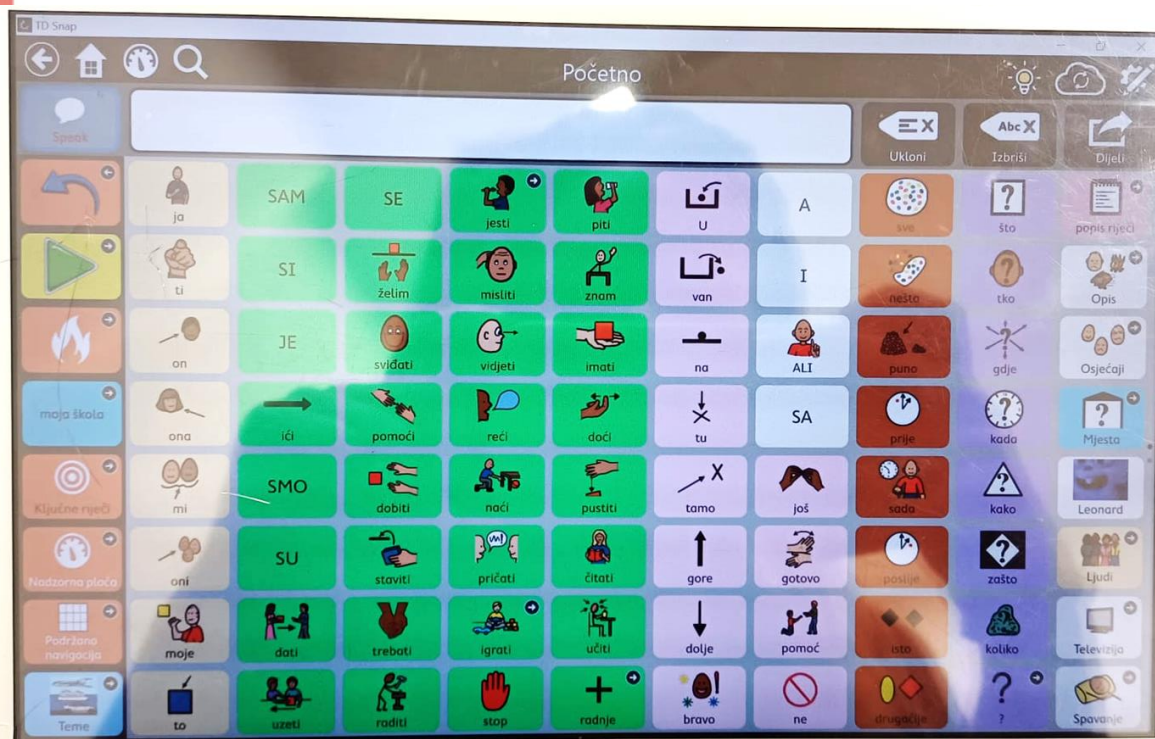 TD Snap
Početno
Speak
Abc
Ukloni
Izbriši
Dijeli
ja
SAM
SE
jesti
piti
U
A
sve
što
popis riječi
ti
SI
želim
misliti
znam
van
I
nešto
tko
Opis
on
JE
sviđati
vidjeti
imati
na
ALI
puno
gdje
Osjećaji
moja škola
ona
ići
pomoći
reći
doći
tu
SA
prije
kada
Mjesta
Ključne riječi
mi
SMO
dobiti
naći
pustiti
tamo
još
sada
kako
Leonard
Nadzorna ploča
oni
SU
staviti
pričati
čitati
gore
gotovo
poslije
zašto
Ljudi
Podržano
navigacija
moje
dati
trebati
igrati
učiti
dolje
pomoć
isto
koliko
Televizija
Teme
to
uzeti
raditi
stop
radnje
bravo
ne
drugačije
?
Spavanje